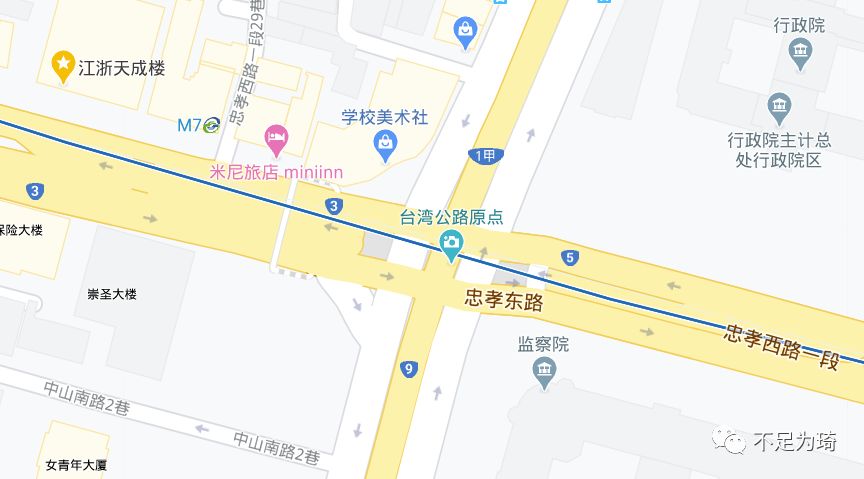 行政院
江浙天成楼
忠孝西路一段29巷
学校美术社
M7
行政院主计总
处行政院区
1甲
米尼旅店 miniinn
3
3
台湾公路原点
保险大楼
5
崇圣大楼
忠孝东路
忠孝西路一段
监察院
9
中山南路2巷
中山南路2巷
女青年大厦
不足为琦